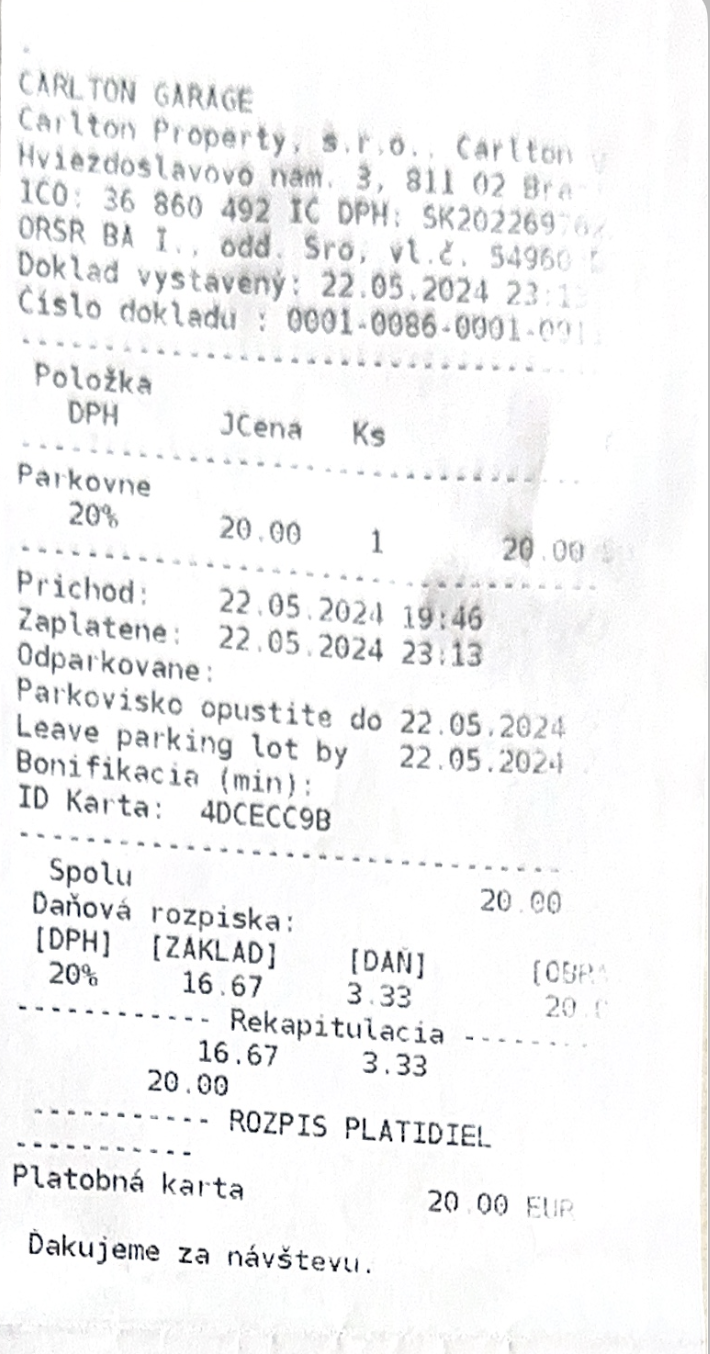 CARLTON GARAGE
Carlton Property, s.r.o., Carlton
Hviezdoslavovo nam. 3, 811 02
ICO: 36 860 492 IC DPH:
ORSR BA I., odd. Sro, vl.č. 54960
Doklad vystavený: 22.05.2024
Číslo dokladu :
Položka
DPH JCena Ks
Parkovne
20% 20.00 1 20.00
Prichod: 22.05.2024 19:46
Zaplatene: 22.05.2024 23:13
Odparkovane:
Parkovisko opustite do 22.05.2024
Leave parking lot by 22.05.2024
Bonifikacia (min):
ID Karta: 4DCECC9B
Spolu 20.00
Daňová rozpiska:
[DPH] [ZAKLAD] [DAŇ]
20% 16.67 3.33
------------ Rekapitulacia --------
16.67 3.33
20.00
----------- ROZPIS PLATIDIEL
-----------
Platobná karta 20.00 EUR
Ďakujeme za návštevu.